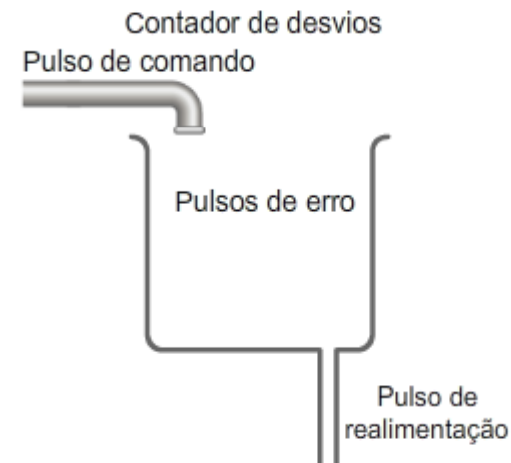 Contador de desvios
Pulso de comando
Pulsos de erro
Pulso de
realimentação